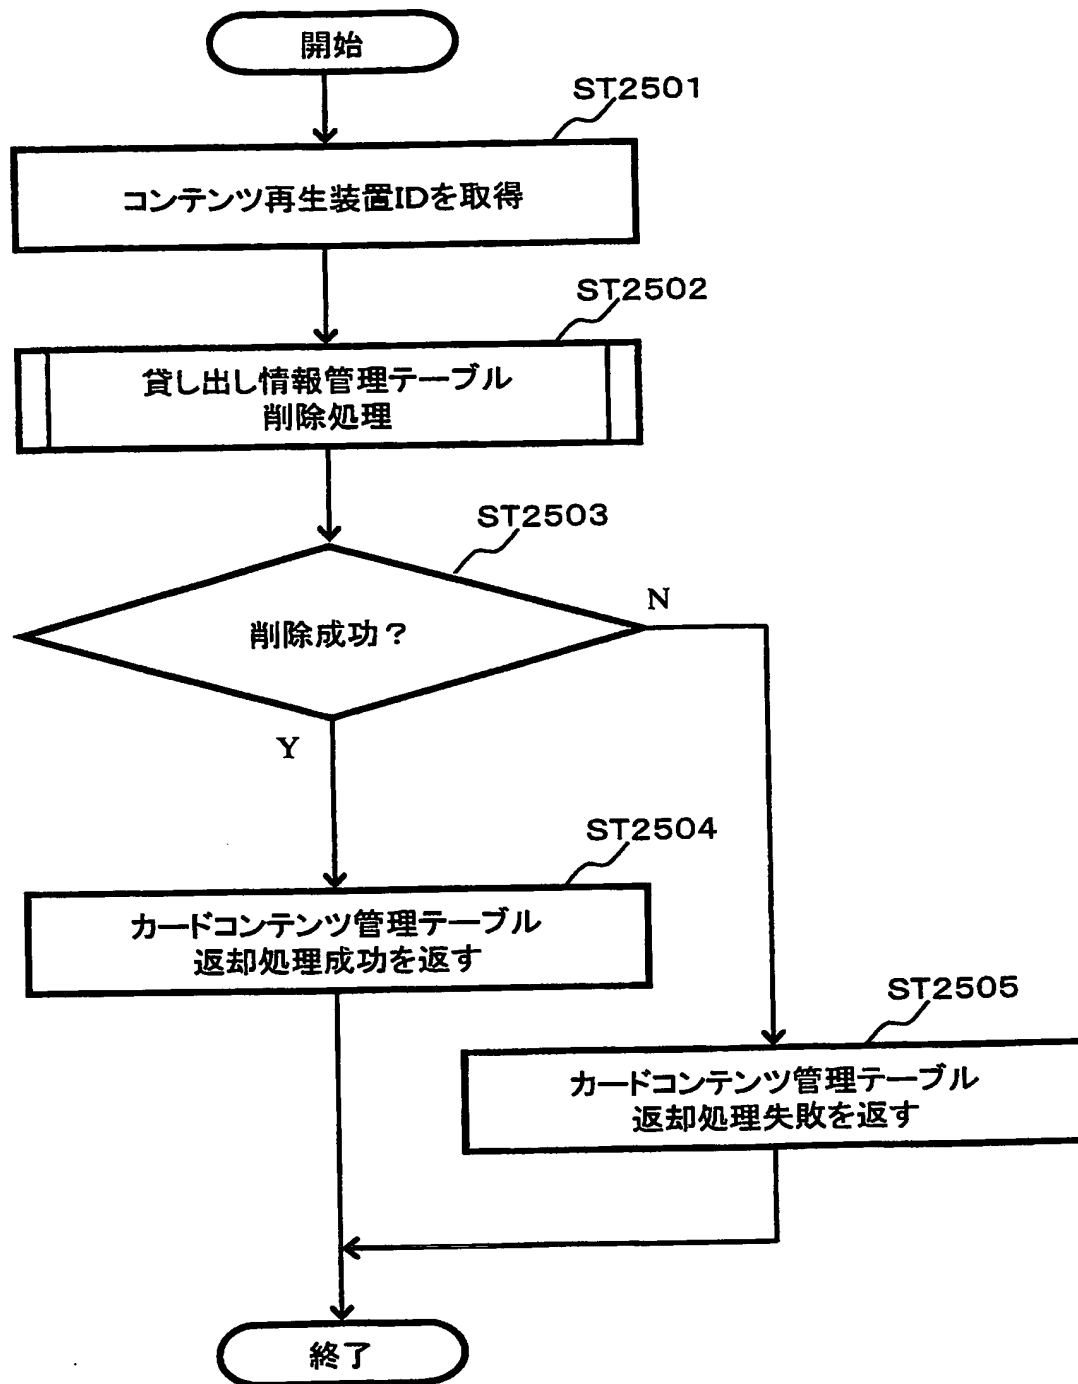 開始
ST2501
コンテンツ再生装置IDを取得
ST2502
貸し出し情報管理テーブル
削除処理
ST2503
削除成功？
N
Y
ST2504
カードコンテンツ管理テーブル
返却処理成功を返す
ST2505
カードコンテンツ管理テーブル
返却処理失敗を返す
終了